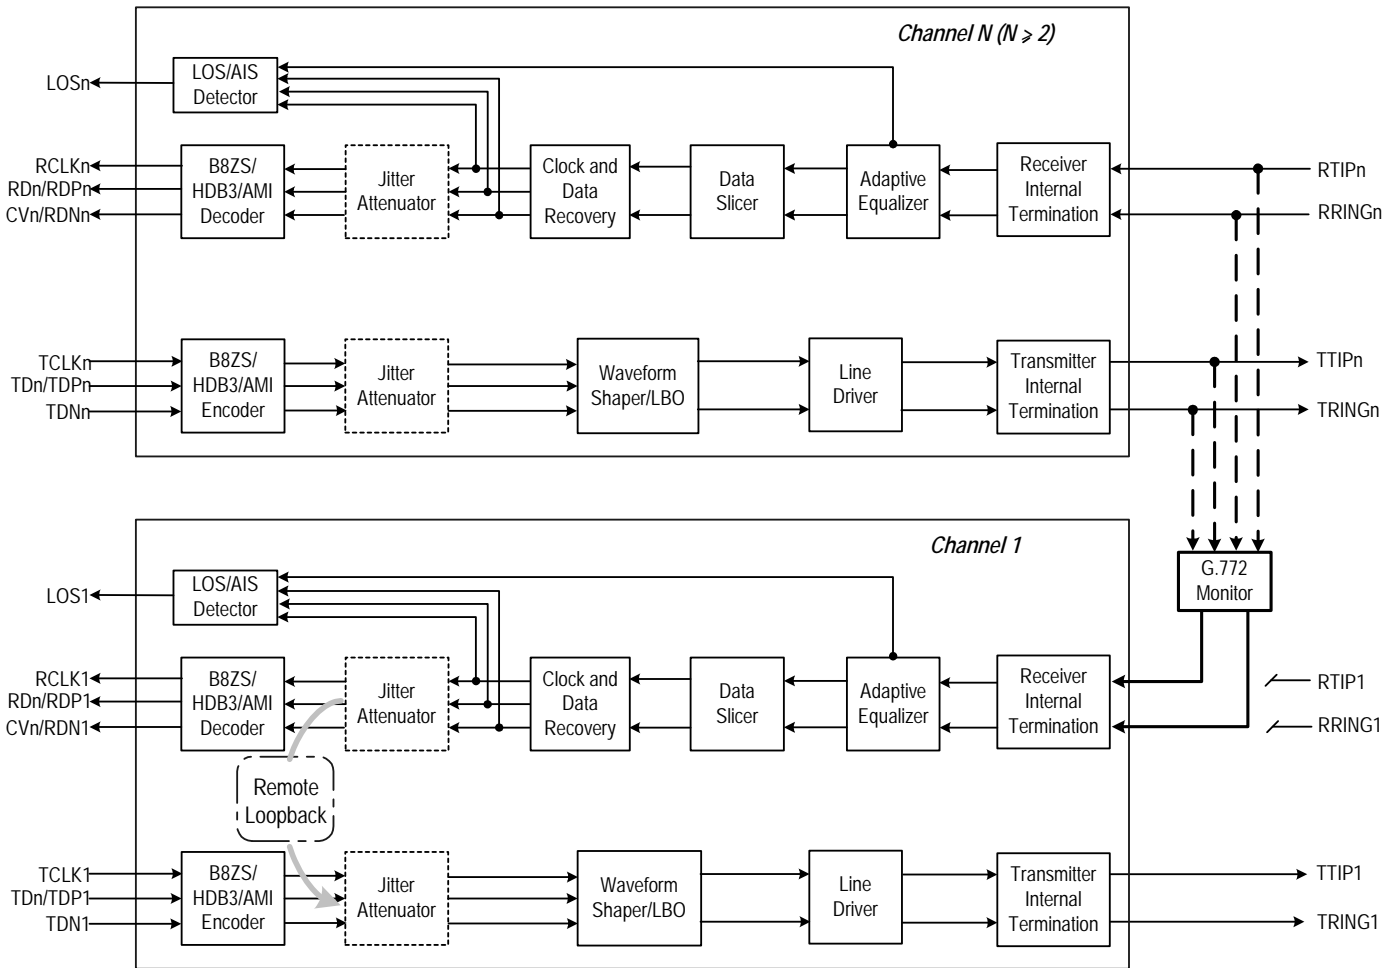 Channel N (N ⩾ 2)
LOSn
LOS/AIS
Detector
RCLKn
RDn/RDPn
CVn/RDNn
B8ZS/
HDB3/AMI
Decoder
Jitter
Attenuator
Clock and
Data
Recovery
Data
Slicer
Adaptive
Equalizer
Receiver
Internal
Termination
RTIPn
RRINGn
TCLKn
TDn/TDPn
TDNn
B8ZS/
HDB3/AMI
Encoder
Jitter
Attenuator
Waveform
Shaper/LBO
Line
Driver
Transmitter
Internal
Termination
TTIPn
TRINGn
Channel 1
G.772
Monitor
LOS1
LOS/AIS
Detector
RCLK1
RDn/RDP1
CVn/RDN1
B8ZS/
HDB3/AMI
Decoder
Jitter
Attenuator
Clock and
Data
Recovery
Data
Slicer
Adaptive
Equalizer
Receiver
Internal
Termination
RTIP1
RRING1
Remote
Loopback
TCLK1
TDn/TDP1
TDN1
B8ZS/
HDB3/AMI
Encoder
Jitter
Attenuator
Waveform
Shaper/LBO
Line
Driver
Transmitter
Internal
Termination
TTIP1
TRING1